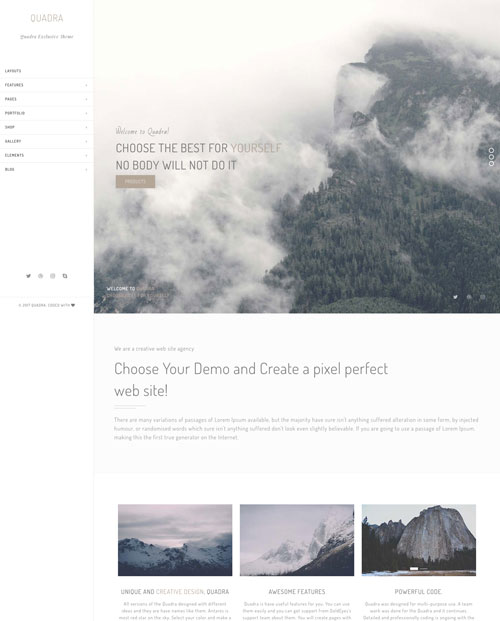 QUADRA
Quadra Exclusive theme
LAYOUTS
FEATURES
PAGES
PORTFOLIO
SHOP
GALLERY
ELEMENTS
BLOG
© 2017 QUADRA. CODED WITH
Welcome to Quadra!
CHOOSE THE BEST FOR YOURSELF
NO BODY WILL NOT DO IT
PRODUCTS
WELCOME TO QUADRA
We are a creative web site agency
Choose Your Demo and Create a pixel perfect
web site!
There are many variations of passages of Lorem Ipsum available, but the majority have sure isn't anything suffered alteration in some form, by injected
humour, or randomised words which sure isn't anything suffered don't look even slightly believable. If you are going to use a passage of Lorem Ipsum
making this the first true generator on the Internet.
UNIQUE AND CREATIVE DESIGN, QUADRA
All versions of the Quadra designed with different
ideas and they are have names like them. Antares is
most red star on the sky. Select your sales and make a
AWESOME FEATURES
Quadra is have useful features for you. You can use
them easily and you can get support from GoldEyes's
support team about them. You will create pages with
POWERFUL CODE.
Quadra was designed for multi-purpose use. A team
work was done for the Quadra and it continues.
Detailed and professionally coding is ongoing with the